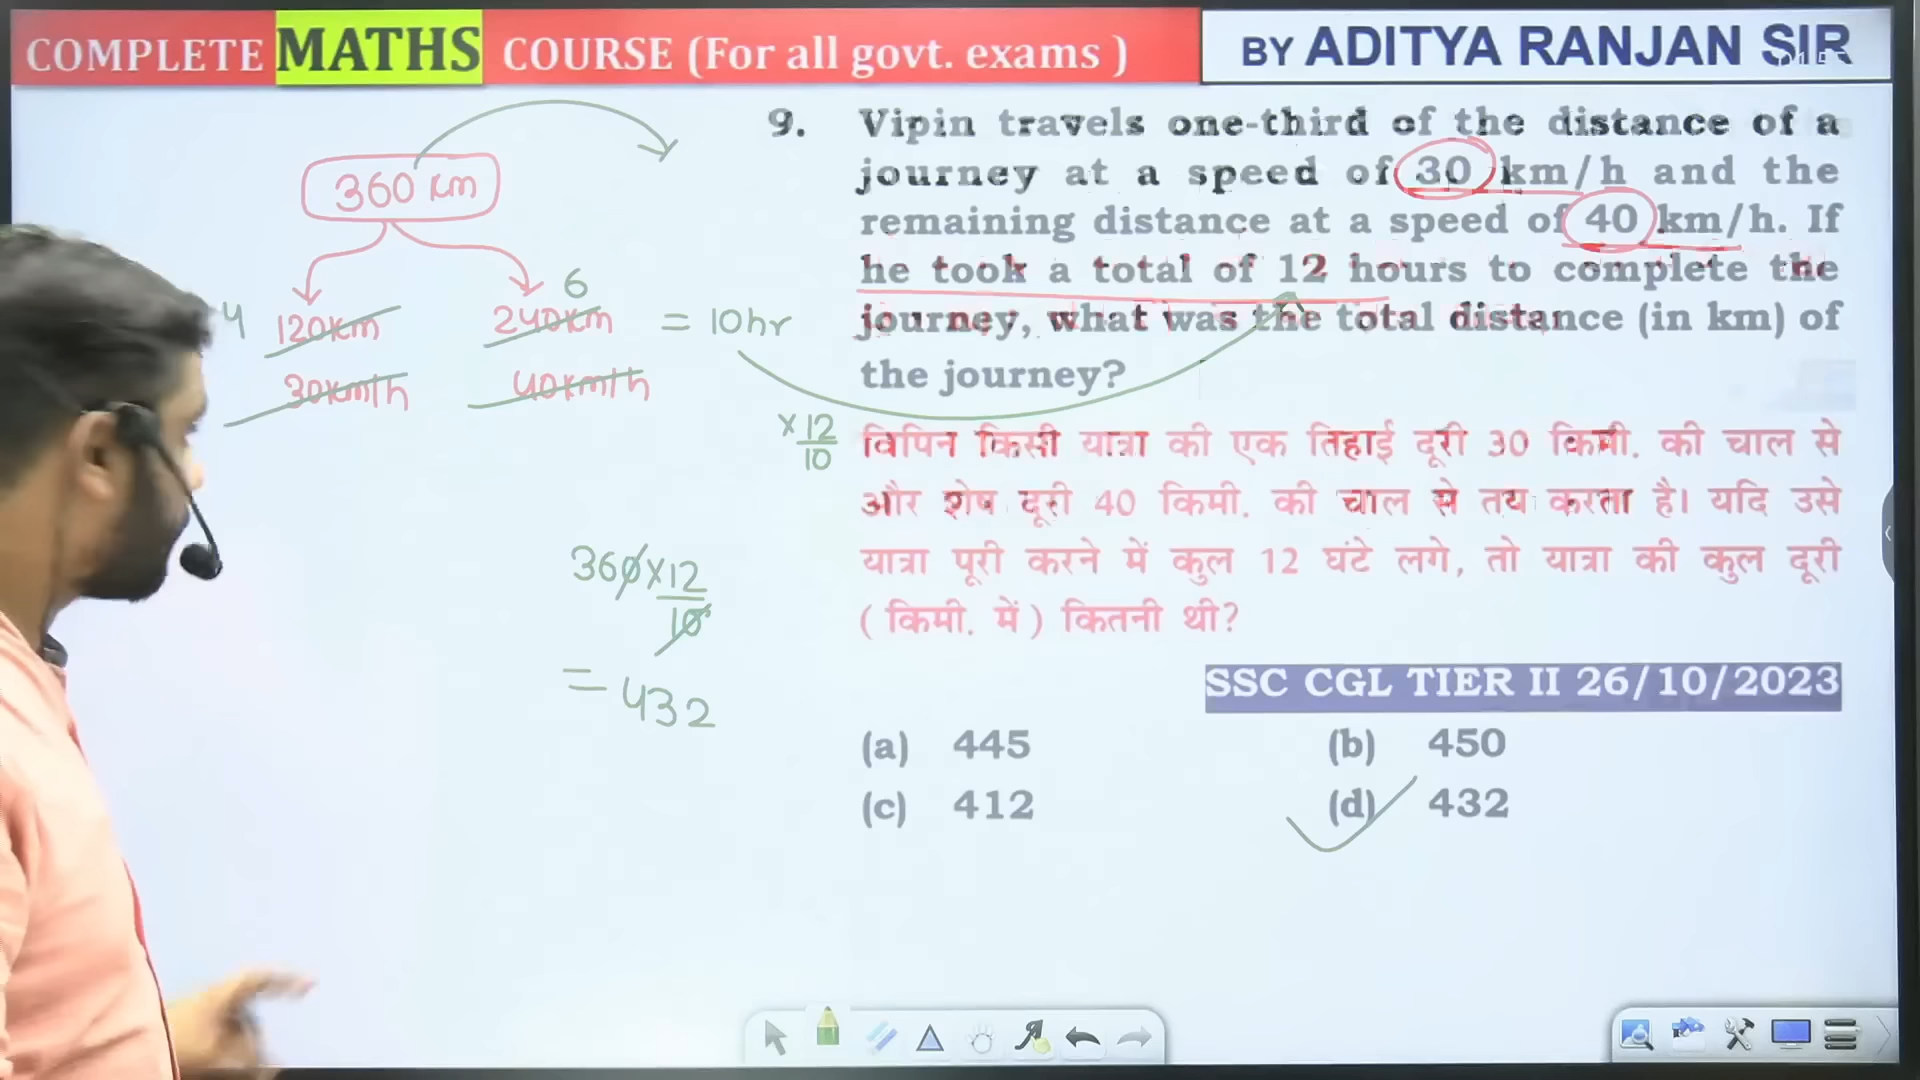 COMPLETE MATHS COURSE (For all govt. exams )
BY ADITYA RANJAN SIR
9. Vipin travels one-third of the distance of a
journey at a speed of 30 km/h and the
remaining distance at a speed of 40 km/h. If
he took a total of 12 hours to complete the
journey, what was the total distance (in km) of
the journey?
विपिन किसी यात्रा की एक तिहाई दूरी 30 किमी. की चाल से
और शेष दूरी 40 किमी. की चाल से तय करता है। यदि उसे
यात्रा पूरी करने में कुल 12 घंटे लगे, तो यात्रा की कुल दूरी
( किमी. में ) कितनी थी?
SSC CGL TIER II 26/10/2023
(a) 445 (b) 450
(c) 412 (d) 432
360 km
4 120km 240km 6 = 10hr
30km/h 40km/h
×12
10
360×12
10
= 432